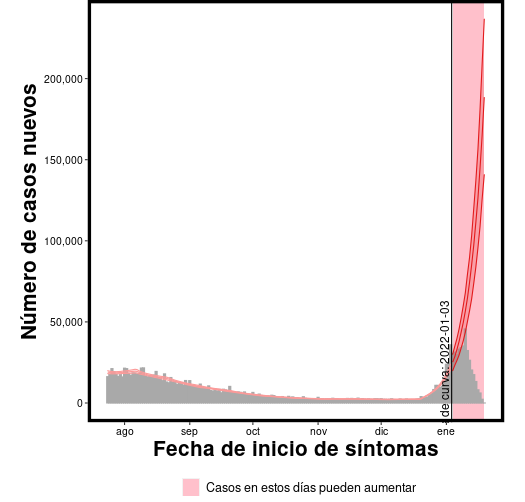 Número de casos nuevos
200,000
150,000
100,000
50,000
0
de curva:2022-01-03
ago sep oct nov dic ene
Fecha de inicio de síntomas
Casos en estos días pueden aumentar